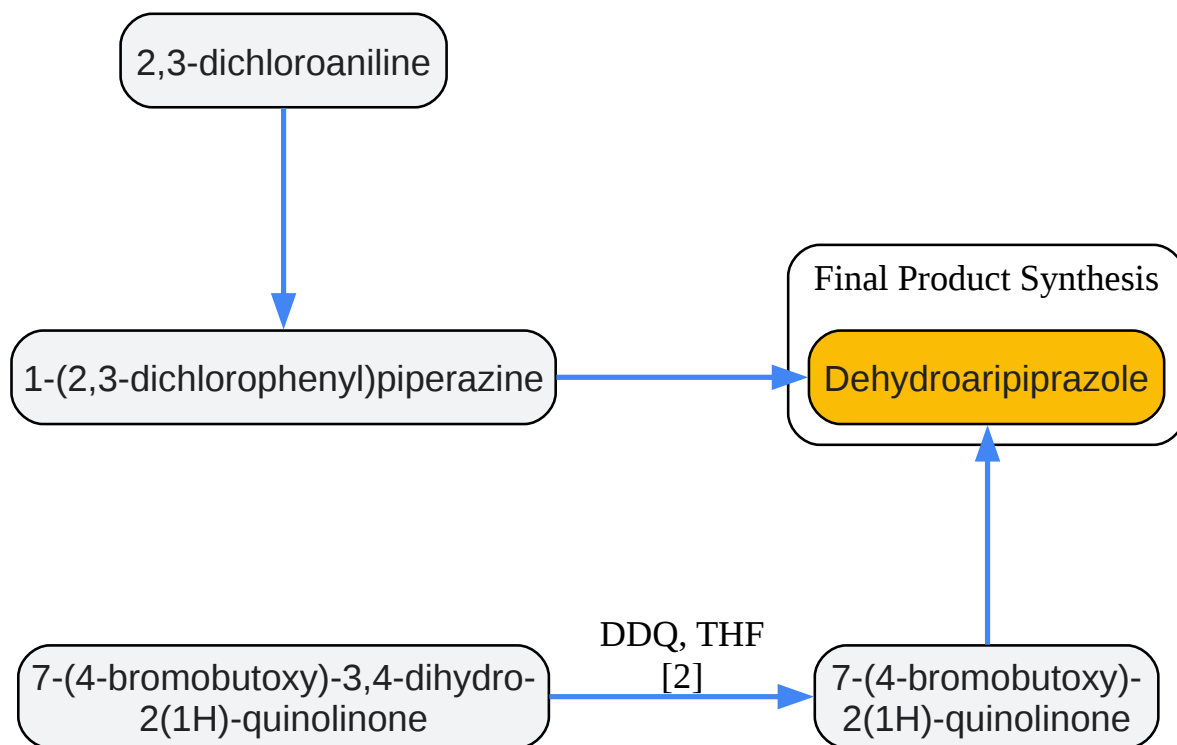 2,3-dichloroaniline
Final Product Synthesis
1-(2,3-dichlorophenyl)piperazine
Dehydroaripiprazole
DDQ, THF
[2]
7-(4-bromobutoxy)-3,4-dihydro-
2(1H)-quinolinone
7-(4-bromobutoxy)-
2(1H)-quinolinone